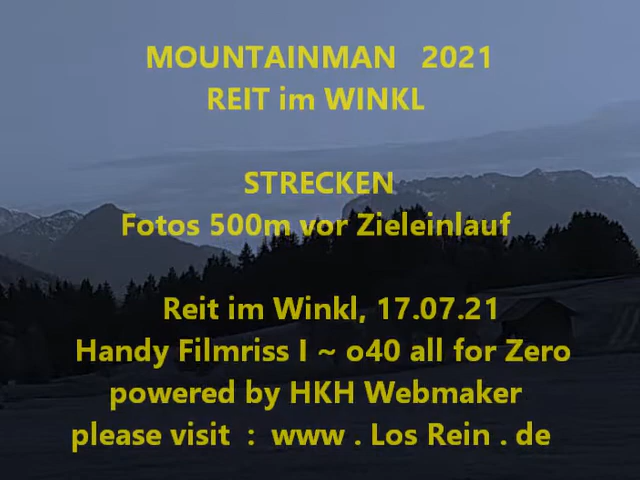 MOUNTAINMAN 2021
REIT im WINKL
STRECKEN
Fotos 500m vor Zieleinlauf
Reit im Winkl, 17.07.21
Handy Filmriss I ~ o40 all for Zero
powered by HKH Webmaker
please visit : www . Los Rein . de